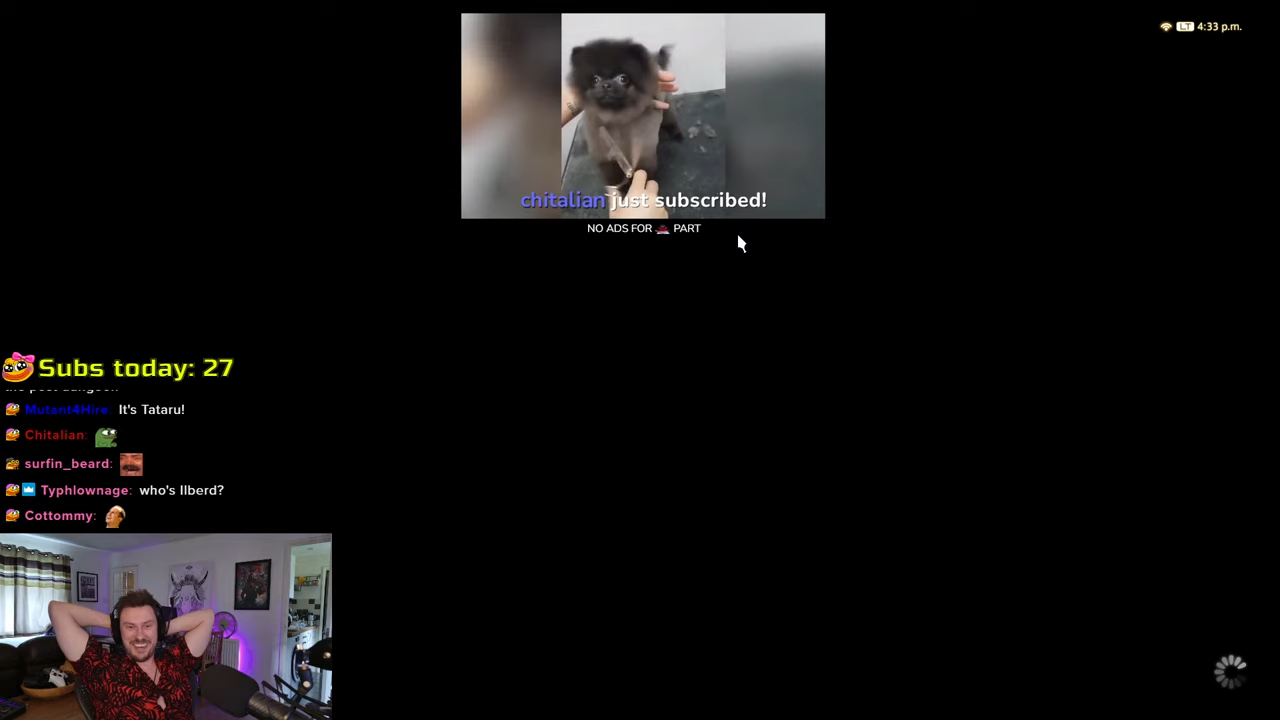 LT 4:33 p.m.
chitalian just subscribed!
NO ADS FOR PART
Subs today: 27
Mutant4Hire: It's Tataru!
Chitalian:
surfin_beard:
Typhlownage: who's Ilberd?
Cottommy: